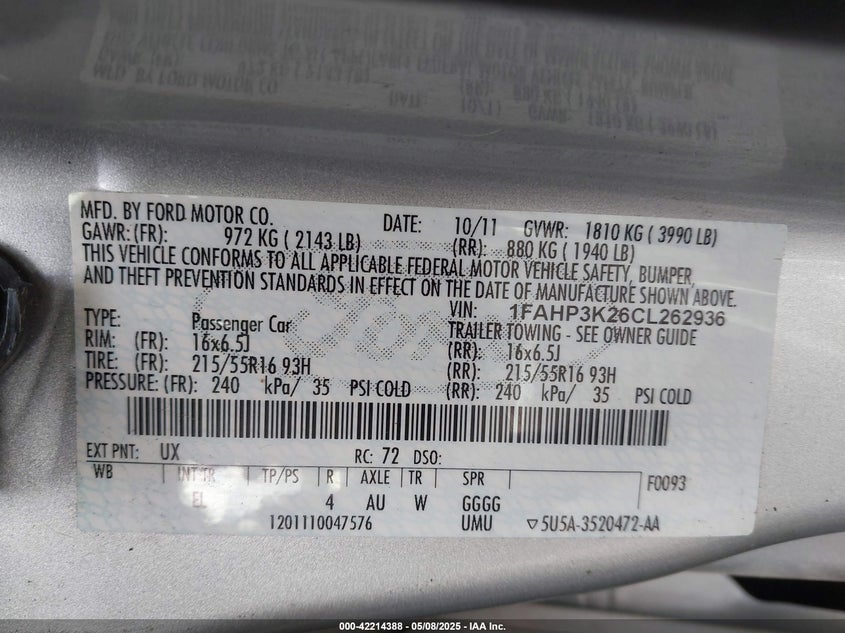 MFD. BY FORD MOTOR CO. DATE: 10/11 GVWR: 1810 KG ( 3990 LB)
GAWR: (FR): 972 KG ( 2143 LB) (RR): 880 KG ( 1940 LB)
THIS VEHICLE CONFORMS TO ALL APPLICABLE FEDERAL MOTOR VEHICLE SAFETY, BUMPER,
AND THEFT PREVENTION STANDARDS IN EFFECT ON THE DATE OF MANUFACTURE SHOWN ABOVE.
VIN: 1FAHP3K26CL262936
TYPE: Passenger Car TRAILER TOWING - SEE OWNER GUIDE
RIM: (FR): 16x6.5J (RR): 16x6.5J
TIRE: (FR): 215/55R16 93H (RR): 215/55R16 93H
PRESSURE: (FR): 240 kPa/ 35 PSI COLD (RR): 240 kPa/ 35 PSI COLD
EXT PNT: UX RC: 72 DSO:
WB INT TR TP/PS R AXLE TR SPR F0093
EL 4 AU W GGGG
1201110047576 UMU ▽5U5A-3520472-AA
000-42214388 - 05/08/2025 - IAA Inc.